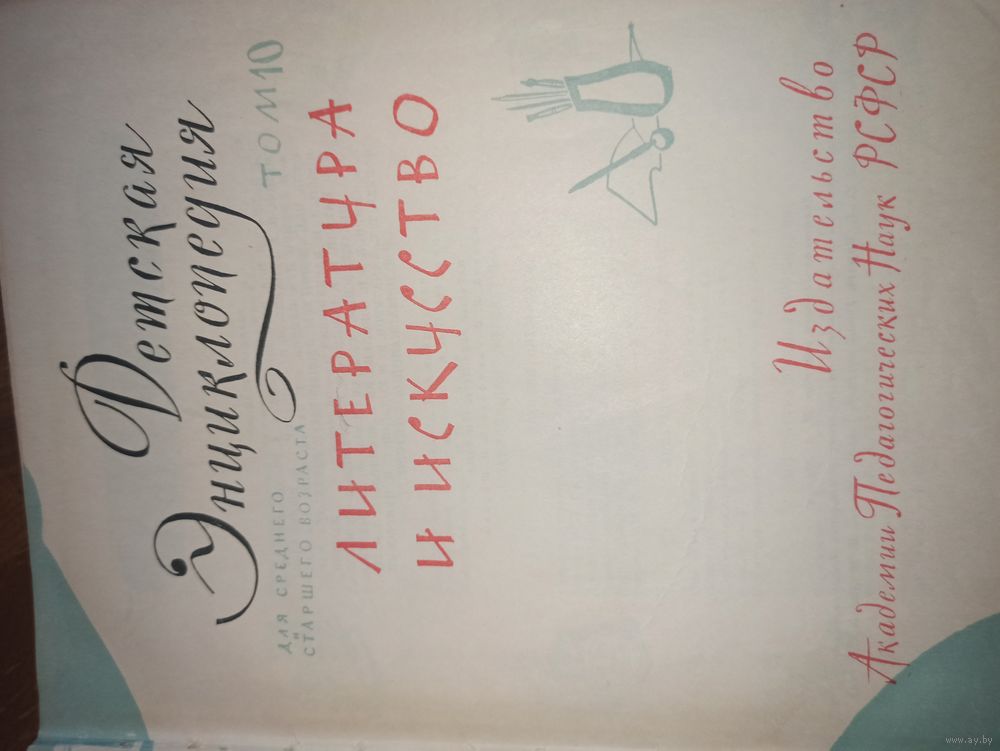 Детская
Энциклопедия
ДЛЯ СРЕДНЕГО
И
СТАРШЕГО ВОЗРАСТА
ТОМ 10
ЛИТЕРАТУРА
И ИСКУССТВО
Издательство
Академии Педагогических Наук РСФСР
www.ay.by